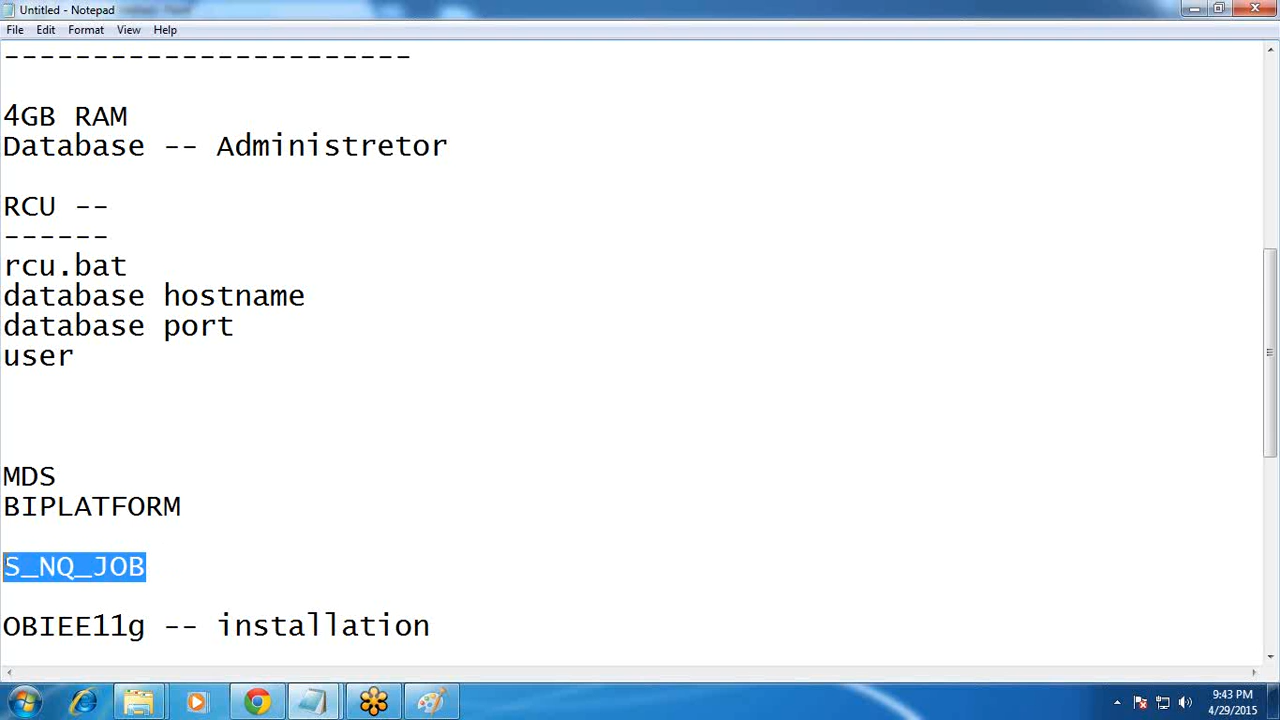 Untitled - Notepad
File Edit Format View Help
-----------------------
4GB RAM
Database -- Administretor
RCU --
------
rcu.bat
database hostname
database port
user
MDS
BIPLATFORM
S_NQ_JOB
OBIEE11g -- installation
9:43 PM
4/29/2015